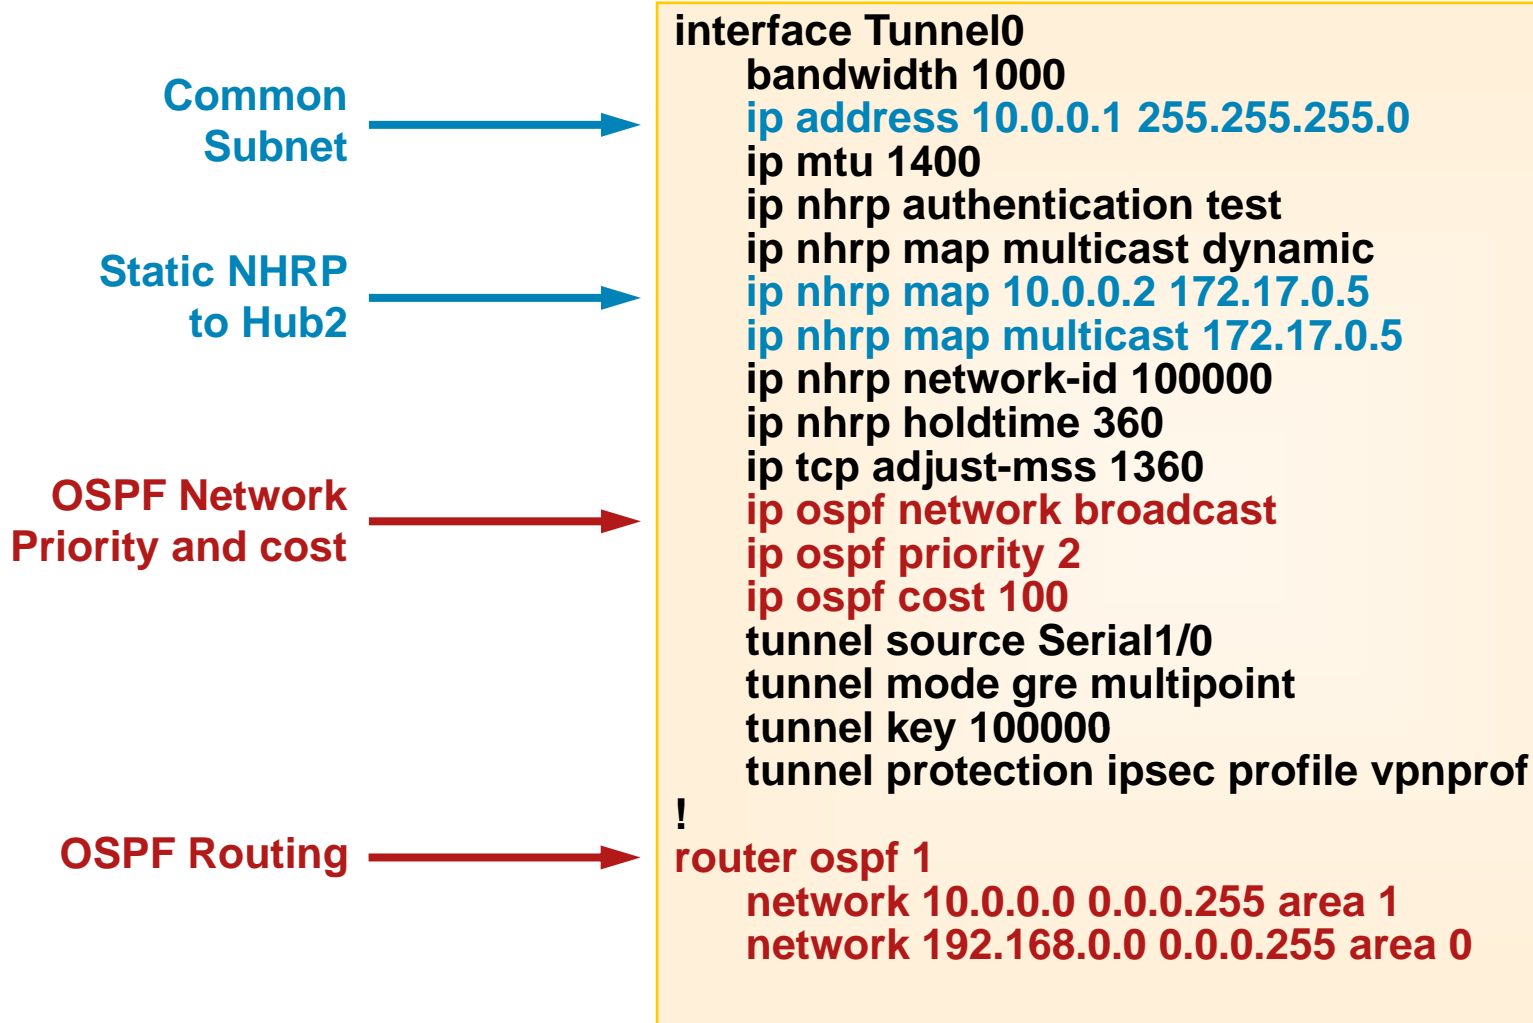 Common
Subnet
Static NHRP
to Hub2
OSPF Network
Priority and cost
OSPF Routing
interface Tunnel0
bandwidth 1000
ip address 10.0.0.1 255.255.255.0
ip mtu 1400
ip nhrp authentication test
ip nhrp map multicast dynamic
ip nhrp map 10.0.0.2 172.17.0.5
ip nhrp map multicast 172.17.0.5
ip nhrp network-id 100000
ip nhrp holdtime 360
ip tcp adjust-mss 1360
ip ospf network broadcast
ip ospf priority 2
ip ospf cost 100
tunnel source Serial1/0
tunnel mode gre multipoint
tunnel key 100000
tunnel protection ipsec profile vpnprof
!
router ospf 1
network 10.0.0.0 0.0.0.255 area 1
network 192.168.0.0 0.0.0.255 area 0